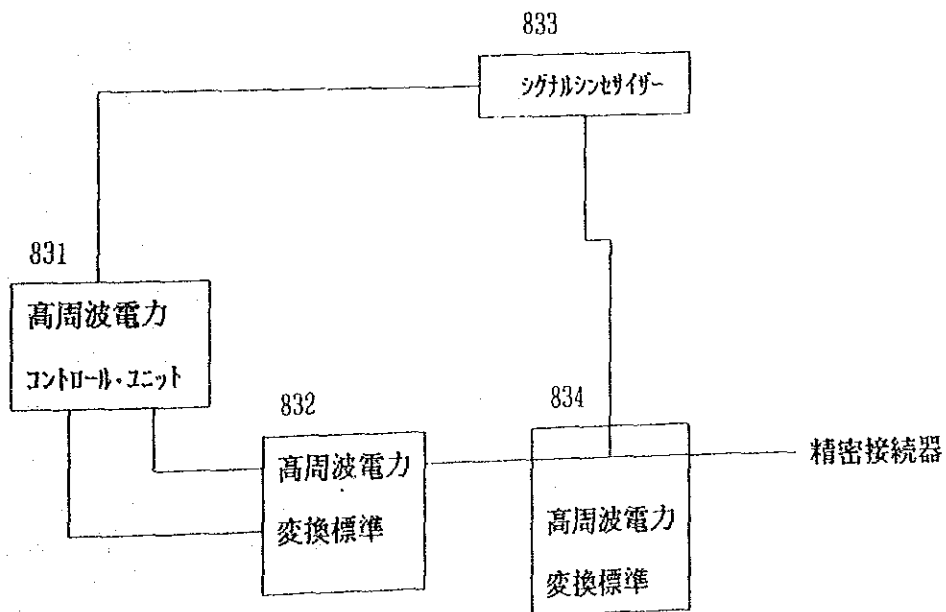 833
シグナルシンセサイザー
831
高周波電力
コントロール・ユニット
832
高周波電力
変換標準
834
高周波電力
変換標準
精密接続器